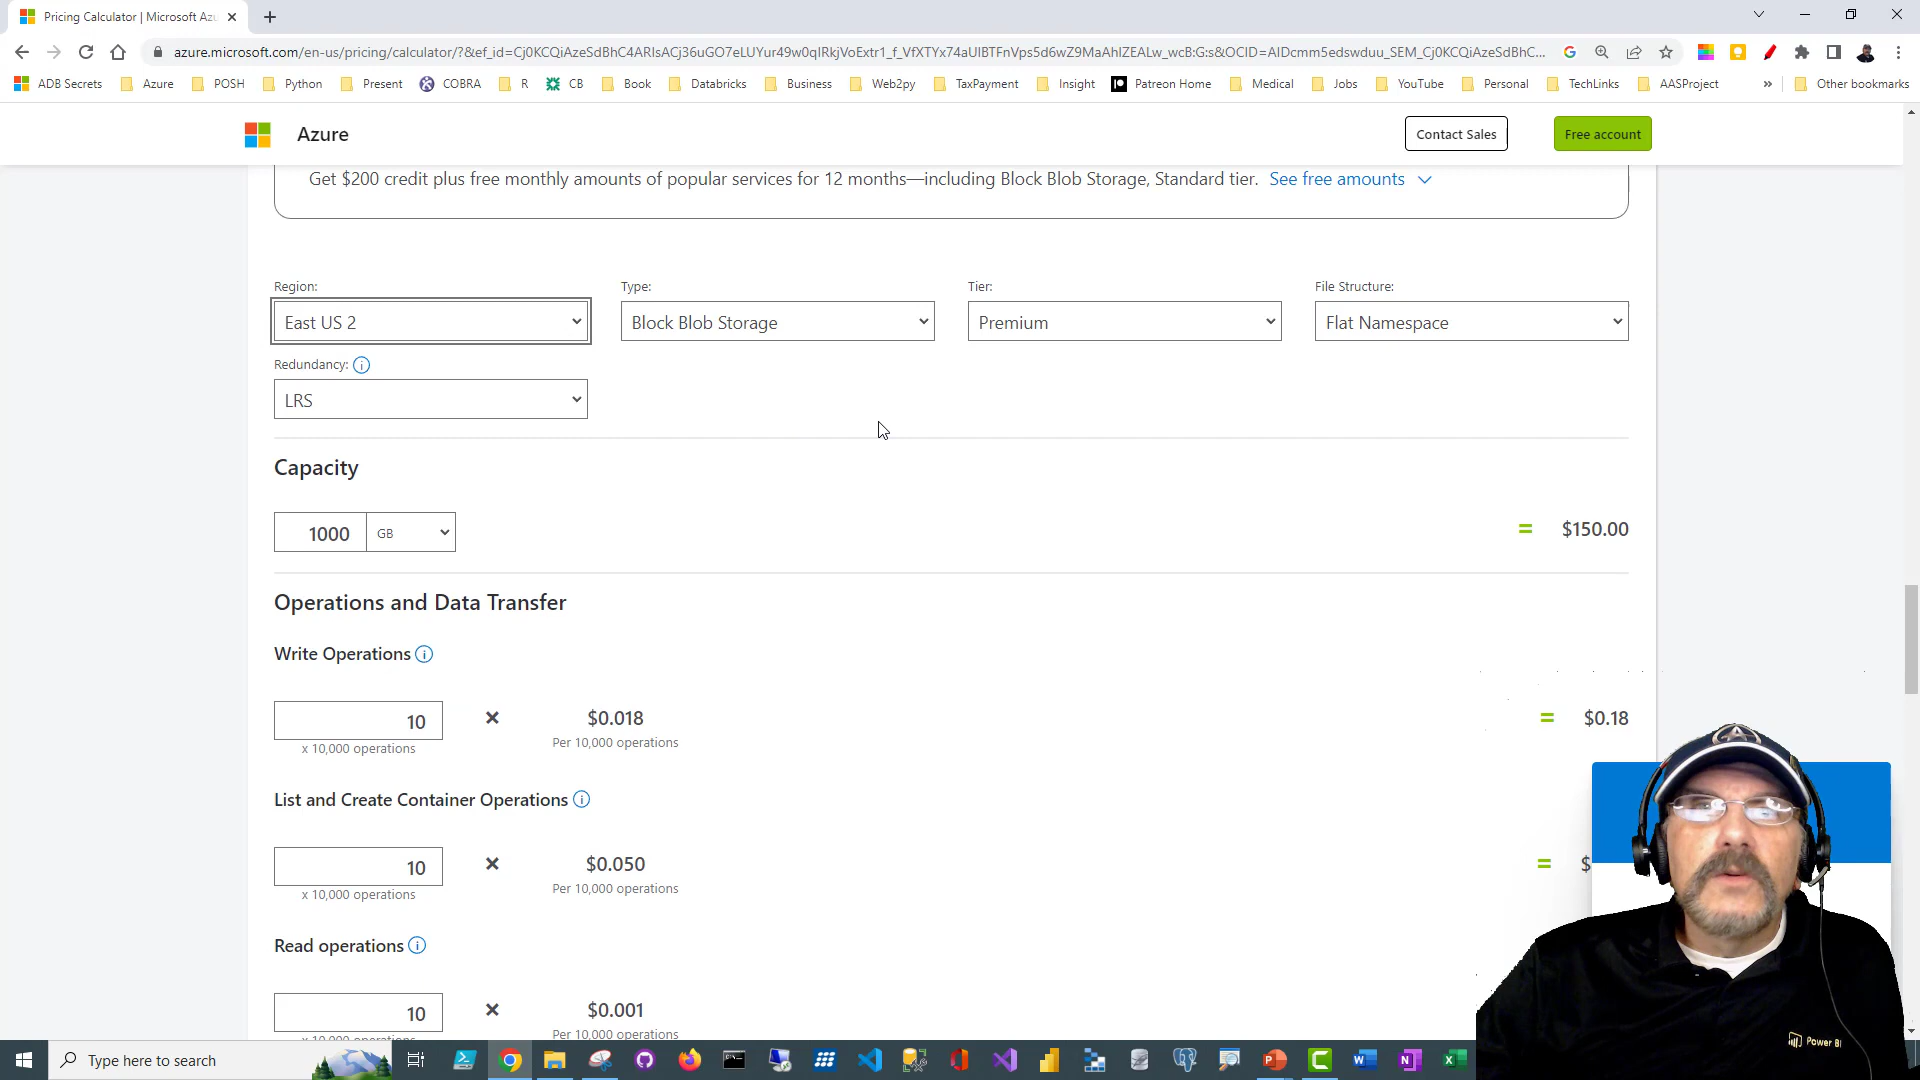 Pricing Calculator | Microsoft Azu
azure.microsoft.com/en-us/pricing/calculator/?&ef_id=Cj0KCQiAzeSdBhC4ARIsACj36uGO7eLUYur49w0qIRkjVoExtr1_f_VfXTYx74aUIBTFnVps5d6wZ9MaAhIZEALw_wcB:G:s&OCID=AIDcmm5edswduu_SEM_Cj0KCQiAzeSdBhC...
ADB Secrets Azure POSH Python Present COBRA R CB Book Databricks Business Web2py TaxPayment Insight Patreon Home Medical Jobs YouTube Personal TechLinks AASProject » Other bookmarks
Azure
Contact Sales
Free account
Get $200 credit plus free monthly amounts of popular services for 12 months—including Block Blob Storage, Standard tier. See free amounts
Region: Type: Tier: File Structure:
East US 2 Block Blob Storage Premium Flat Namespace
Redundancy:
LRS
Capacity
1000 GB = $150.00
Operations and Data Transfer
Write Operations
10 × $0.018 = $0.18
x 10,000 operations Per 10,000 operations
List and Create Container Operations
10 × $0.050 = $
x 10,000 operations Per 10,000 operations
Read operations
10 × $0.001
x 10,000 operations Per 10,000 operations
Power BI
Type here to search